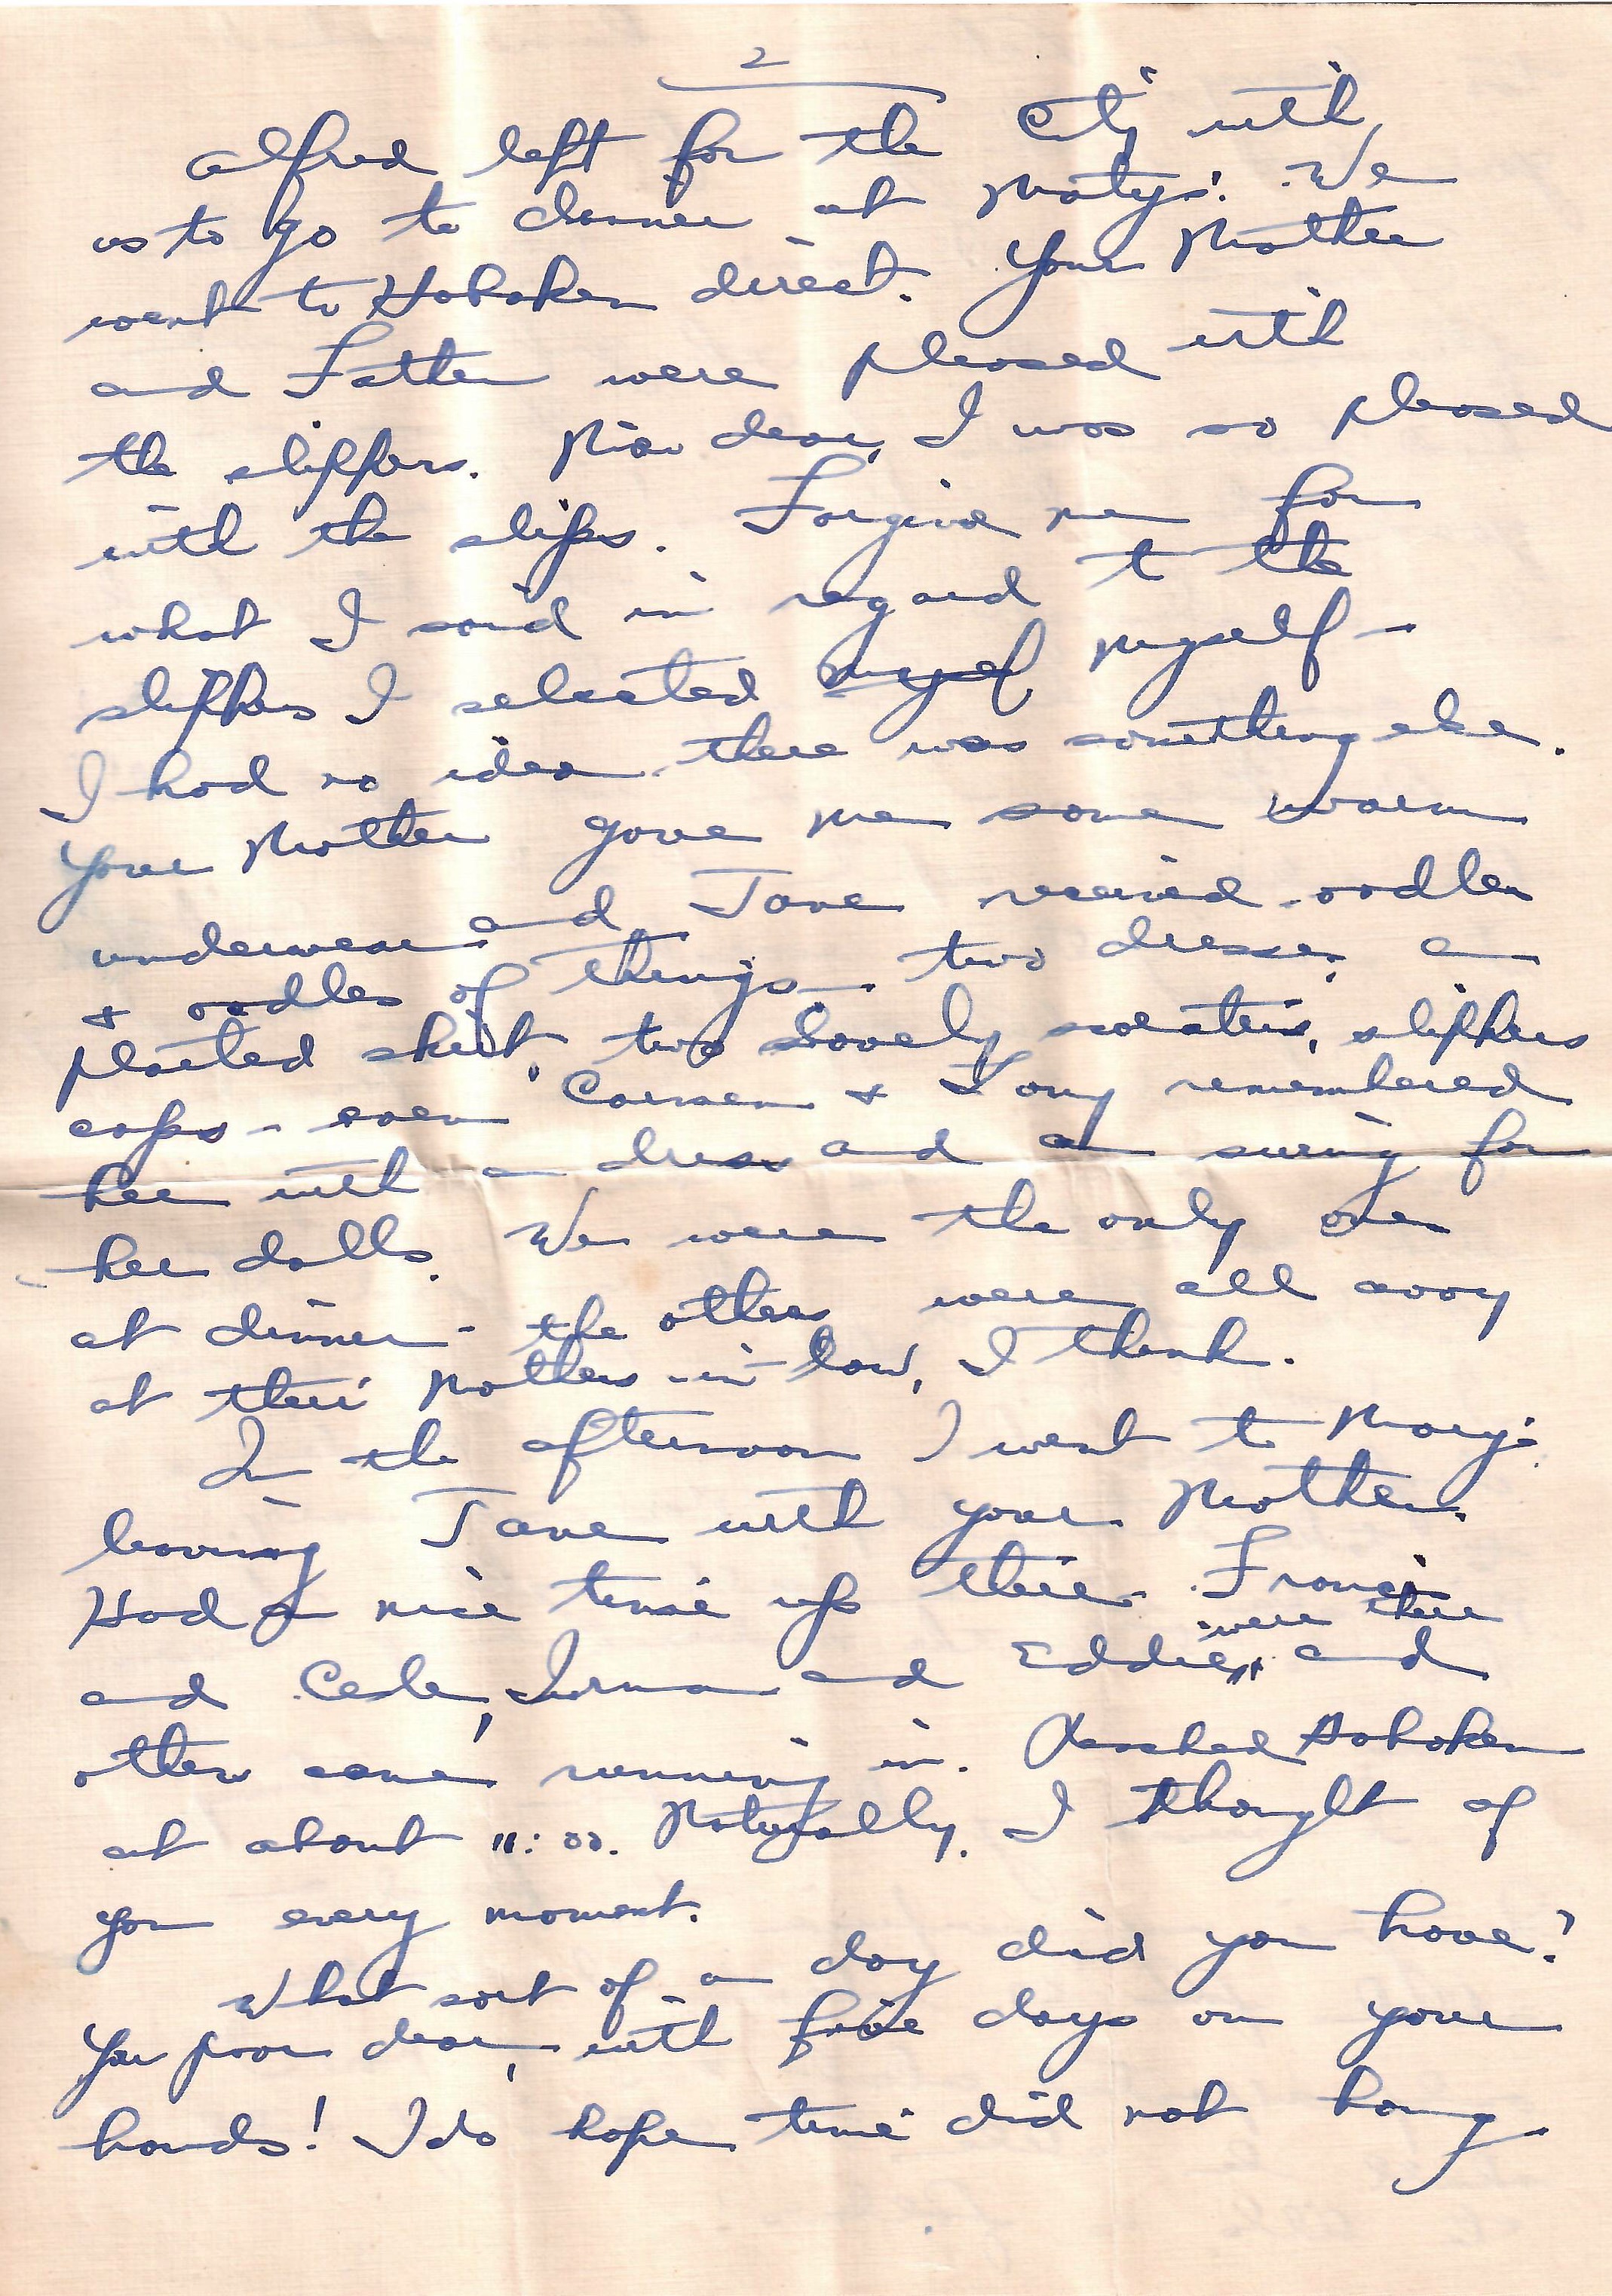 2
Alfred left for the City with
us to go to dinner at Matys'. We
went to Hoboken direct. Your Mother
and Father were pleased with
the slippers. Nino dear, I was so pleased
with the slips. Forgive me for
what I said in regard to the
slippers I selected myself myself -
I had no idea there was something else.
Your Mother gave me some warm
underwear and Jane received oodles
& oodles of things - two dresses, a
plaited skirt, two lovely sweaters, slippers
caps - even Carmen & Tony remembered
her with a dress and a swing for
her dolls. We were the only ones
at dinner - the others were all away
at their Mothers-in-law, I think.
In the afternoon I went to Mary's
leaving Jane with your Mother.
Had a nice time up there. Francis
were there
and Cesle, Irma and Eddie, and
others came running in. Reached Hoboken
at about 11:00. Naturally, I thought of
you every moment.
What sort of a day did you have?
You poor dear, with five days on your
hands! I do hope time did not hang